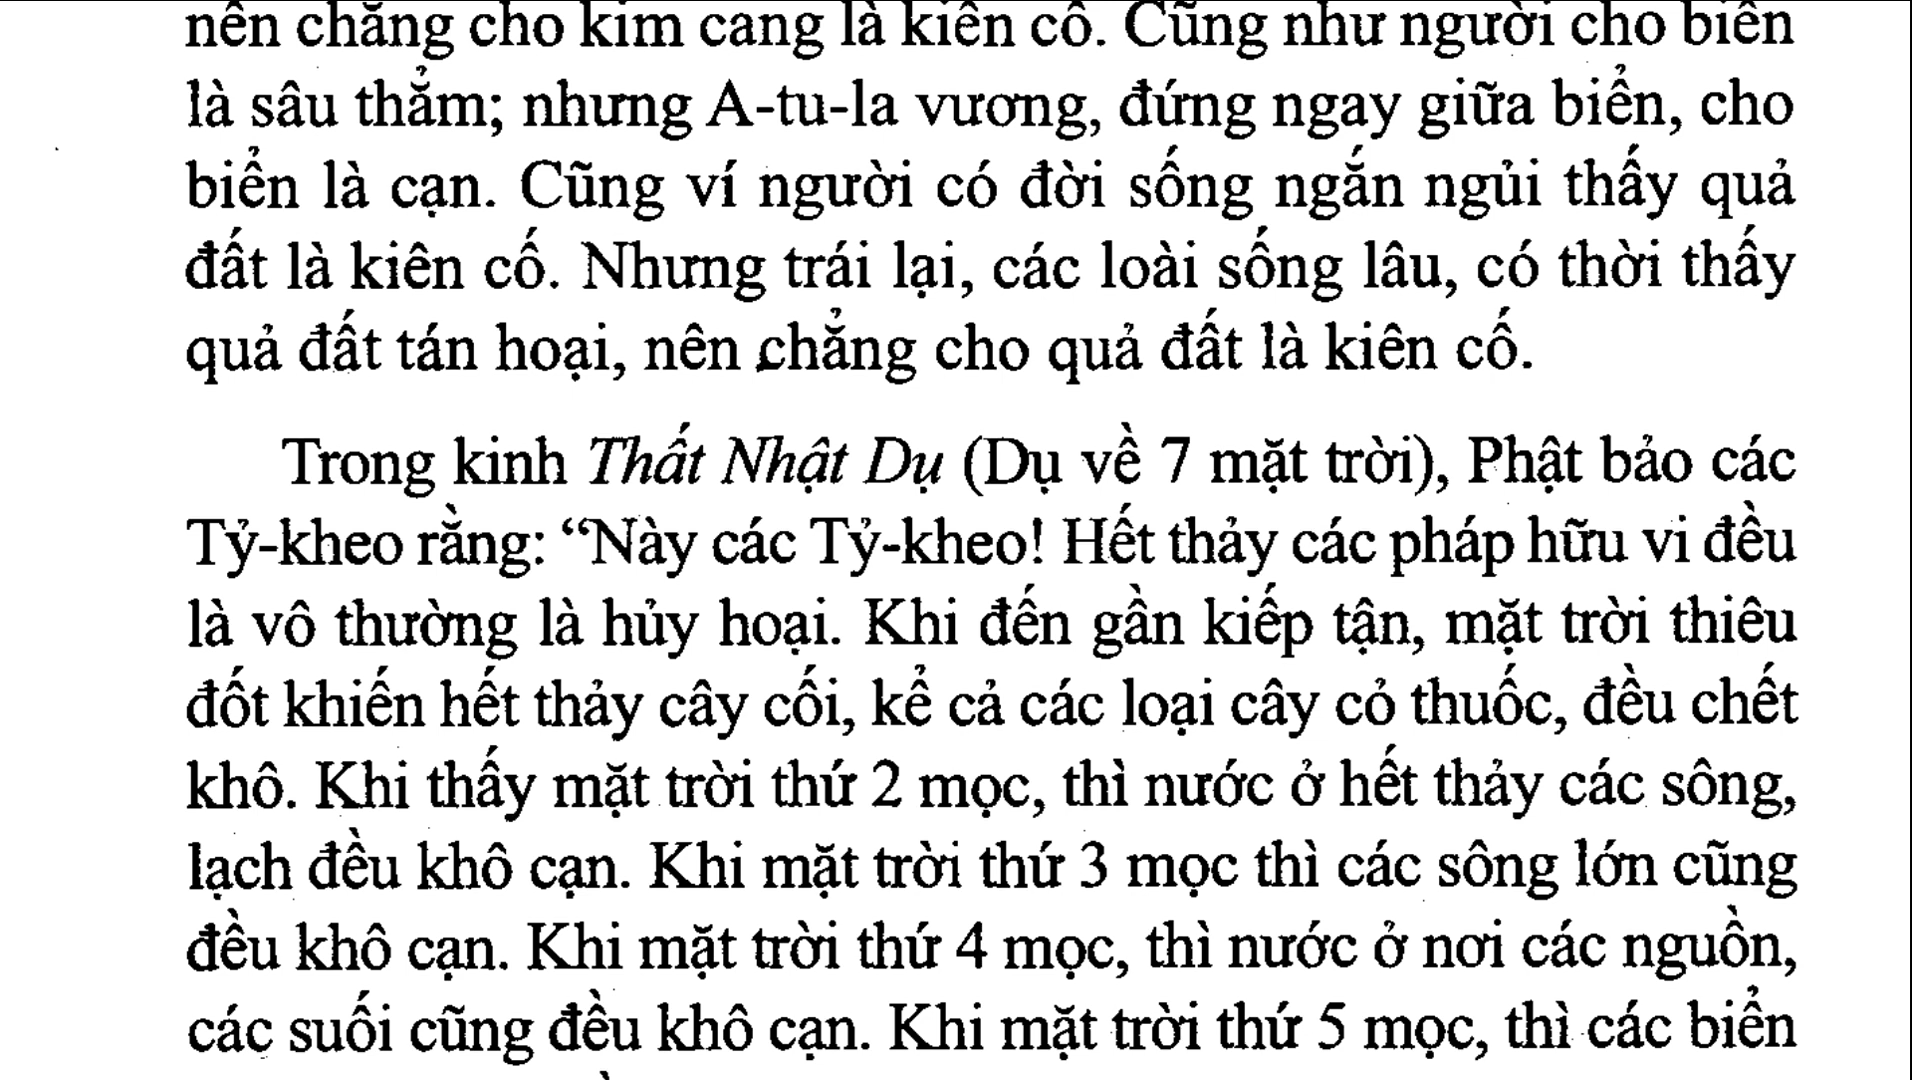 nên chẳng cho kim cang là kiên cố. Cũng như người cho biển
là sâu thẳm; nhưng A-tu-la vương, đứng ngay giữa biển, cho
biển là cạn. Cũng ví người có đời sống ngắn ngủi thấy quả
đất là kiên cố. Nhưng trái lại, các loài sống lâu, có thời thấy
quả đất tán hoại, nên chẳng cho quả đất là kiên cố.
Trong kinh Thất Nhật Dụ (Dụ về 7 mặt trời), Phật bảo các
Tỷ-kheo rằng: “Này các Tỷ-kheo! Hết thảy các pháp hữu vi đều
là vô thường là hủy hoại. Khi đến gần kiếp tận, mặt trời thiêu
đốt khiến hết thảy cây cối, kể cả các loại cây cỏ thuốc, đều chết
khô. Khi thấy mặt trời thứ 2 mọc, thì nước ở hết thảy các sông,
lạch đều khô cạn. Khi mặt trời thứ 3 mọc thì các sông lớn cũng
đều khô cạn. Khi mặt trời thứ 4 mọc, thì nước ở nơi các nguồn,
các suối cũng đều khô cạn. Khi mặt trời thứ 5 mọc, thì các biển